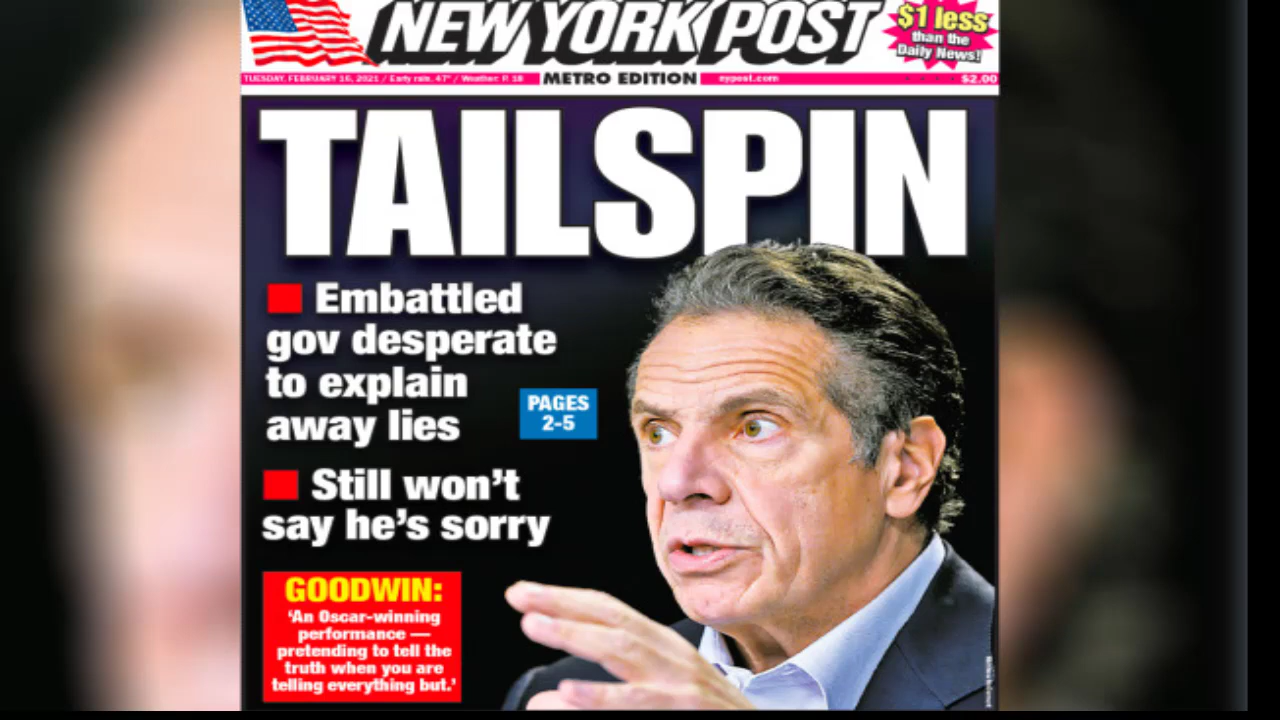 NEW YORK POST
$1 less
than the
Daily News!
TUESDAY, FEBRUARY 16, 2021 / Early rain, 47° / Weather: P. 18
METRO EDITION
nypost.com
$2.00
TAILSPIN
Embattled
gov desperate
to explain
away lies
PAGES
2-5
Still won't
say he's sorry
GOODWIN:
‘An Oscar-winning
performance —
pretending to tell the
truth when you are
telling everything but.’